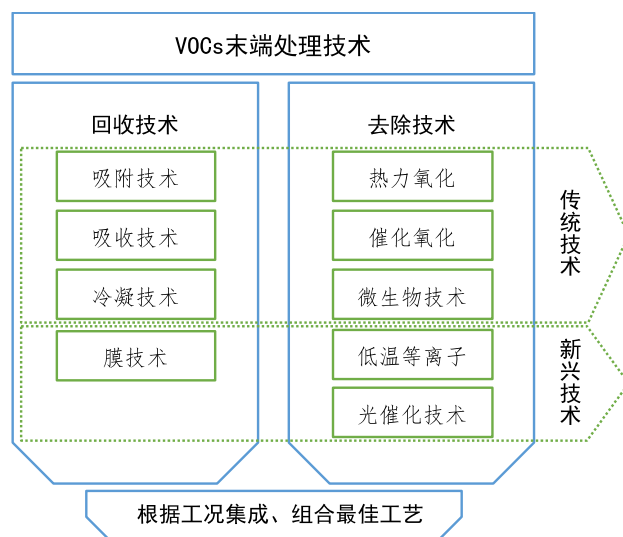 VOCs末端处理技术
回收技术
去除技术
吸附技术
热力氧化
吸收技术
催化氧化
冷凝技术
微生物技术
传统技术
膜技术
低温等离子
光催化技术
新兴技术
根据工况集成、组合最佳工艺